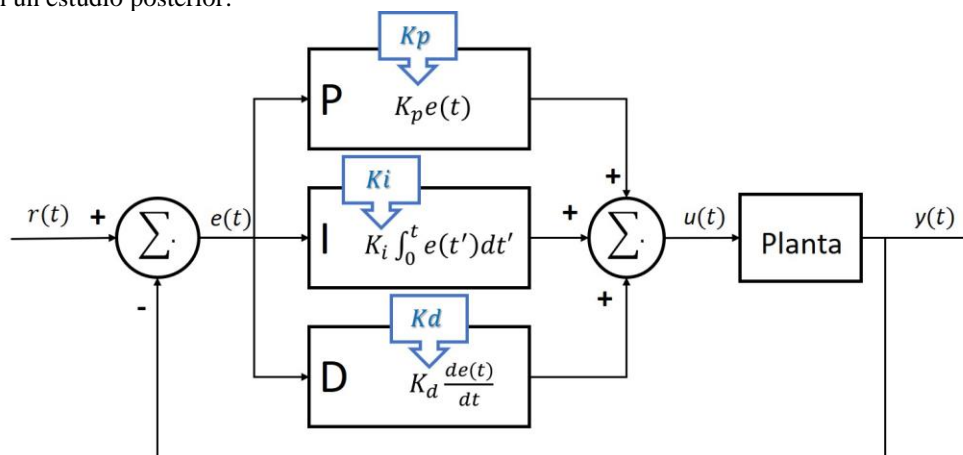 un estudio posterior.
Kp
P K_p e(t)
+
Ki
r(t) + Σ. e(t) I K_i ∫_0^t e(t′)dt′ + Σ. u(t) Planta y(t)
- +
Kd
D K_d de(t)/dt